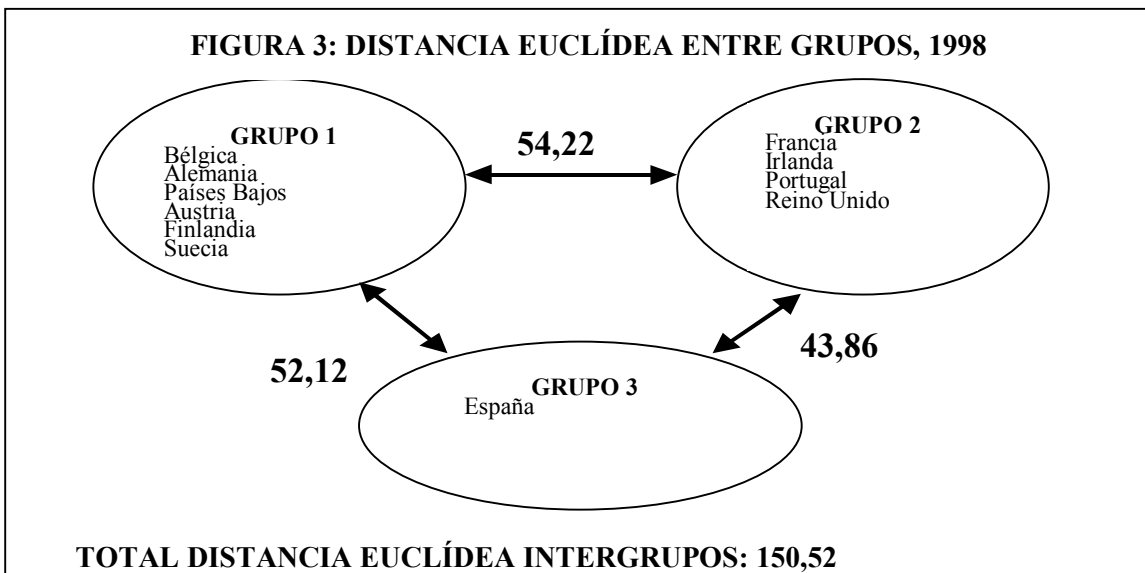 FIGURA 3: DISTANCIA EUCLÍDEA ENTRE GRUPOS, 1998
GRUPO 1
Bélgica
Alemania
Países Bajos
Austria
Finlandia
Suecia
54,22
GRUPO 2
Francia
Irlanda
Portugal
Reino Unido
52,12
43,86
GRUPO 3
España
TOTAL DISTANCIA EUCLÍDEA INTERGRUPOS: 150,52